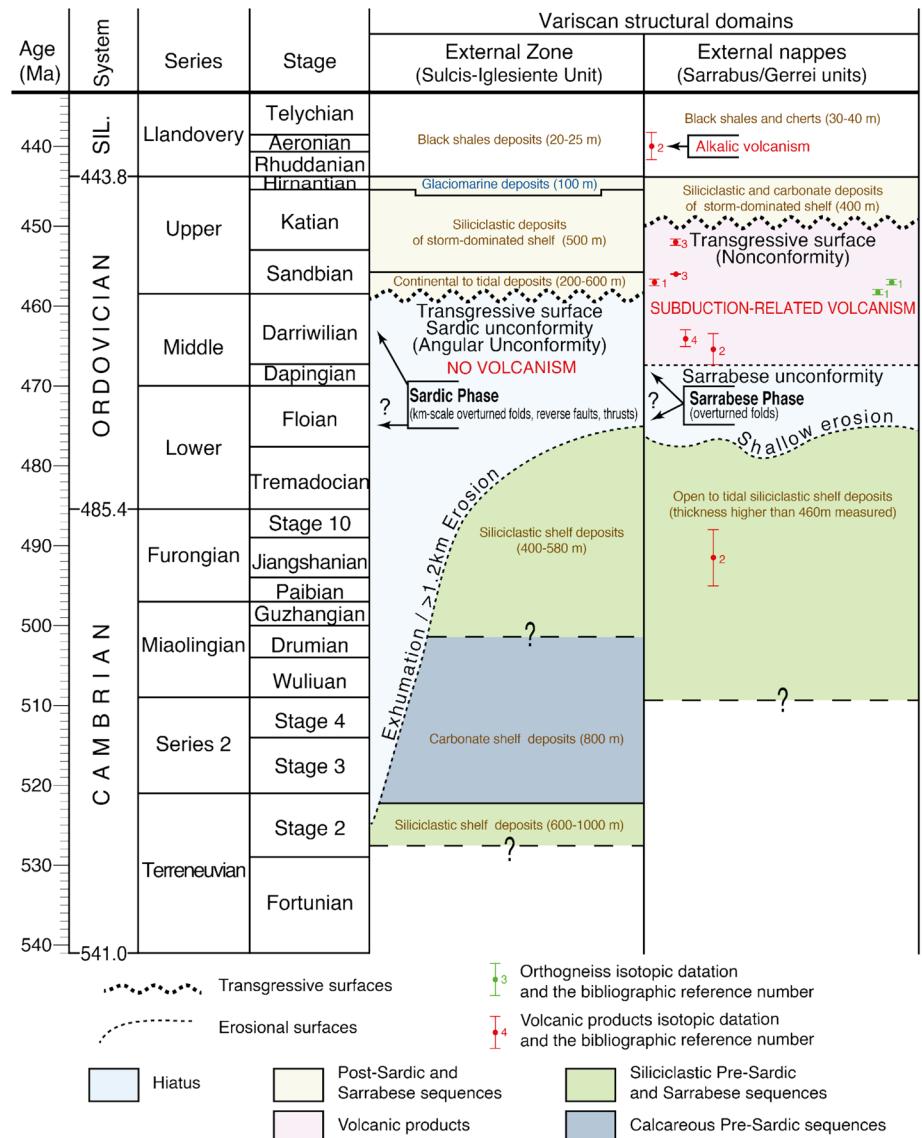 Variscan structural domains
Age
(Ma)
System
Series
Stage
External Zone
(Sulcis-Iglesiente Unit)
External nappes
(Sarrabus/Gerrei units)
440
443.8
450
460
470
480
485.4
490
500
510
520
530
540
541.0
SIL.
ORDOVICIAN
CAMBRIAN
Llandovery
Upper
Middle
Lower
Furongian
Miaolingian
Series 2
Terreneuvian
Telychian
Aeronian
Rhuddanian
Hirnantian
Katian
Sandbian
Darriwilian
Dapingian
Floian
Tremadocian
Stage 10
Jiangshanian
Paibian
Guzhangian
Drumian
Wuliuan
Stage 4
Stage 3
Stage 2
Fortunian
Black shales deposits (20-25 m)
Glaciomarine deposits (100 m)
Siliciclastic deposits
of storm-dominated shelf (500 m)
Continental to tidal deposits (200-600 m)
Transgressive surface
Sardic unconformity
(Angular Unconformity)
NO VOLCANISM
Sardic Phase
(km-scale overturned folds, reverse faults, thrusts)
?
Exhumation / >1.2km Erosion
Siliciclastic shelf deposits
(400-580 m)
?
Carbonate shelf deposits (800 m)
Siliciclastic shelf deposits (600-1000 m)
?
Black shales and cherts (30-40 m)
2
Alkalic volcanism
Siliciclastic and carbonate deposits
of storm-dominated shelf (400 m)
3
Transgressive surface
(Nonconformity)
3
1
1
1
SUBDUCTION-RELATED VOLCANISM
4
2
Sarrabese unconformity
Sarrabese Phase
(overturned folds)
?
Shallow erosion
Open to tidal siliciclastic shelf deposits
(thickness higher than 460m measured)
2
?
Transgressive surfaces
Erosional surfaces
3
Orthogneiss isotopic datation
and the bibliographic reference number
4
Volcanic products isotopic datation
and the bibliographic reference number
Hiatus
Post-Sardic and
Sarrabese sequences
Volcanic products
Siliciclastic Pre-Sardic
and Sarrabese sequences
Calcareous Pre-Sardic sequences